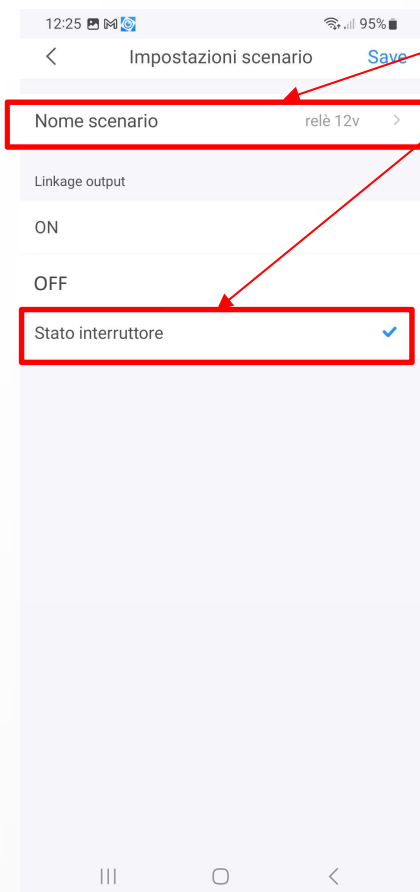 12:25 95%
Impostazioni scenario Save
Nome scenario relè 12v
Linkage output
ON
OFF
Stato interruttore